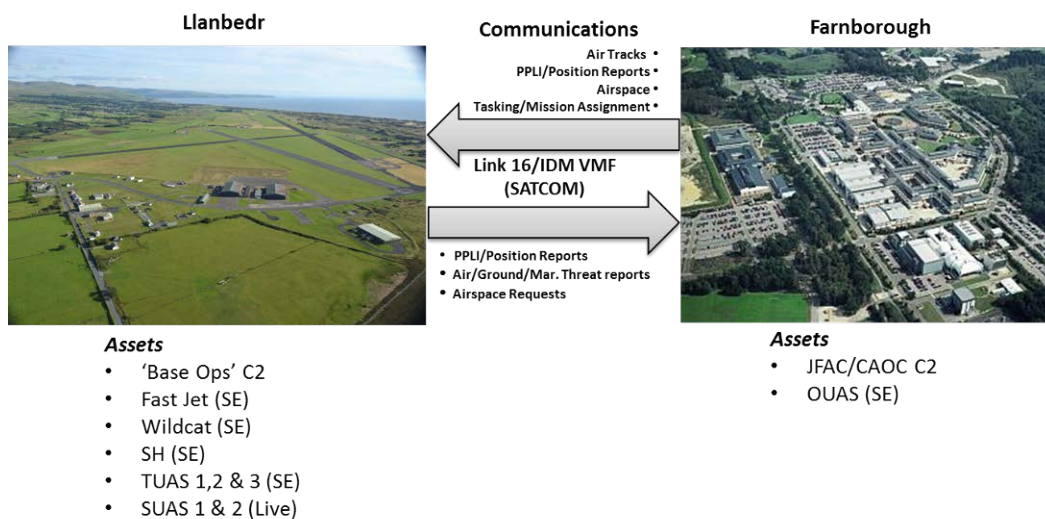 Llanbedr
Communications
Farnborough
Air Tracks •
PPLI/Position Reports •
Airspace •
Tasking/Mission Assignment •
Link 16/IDM VMF
(SATCOM)
• PPLI/Position Reports
• Air/Ground/Mar. Threat reports
• Airspace Requests
Assets
• ‘Base Ops’ C2
• Fast Jet (SE)
• Wildcat (SE)
• SH (SE)
• TUAS 1,2 & 3 (SE)
• SUAS 1 & 2 (Live)
Assets
• JFAC/CAOC C2
• OUAS (SE)